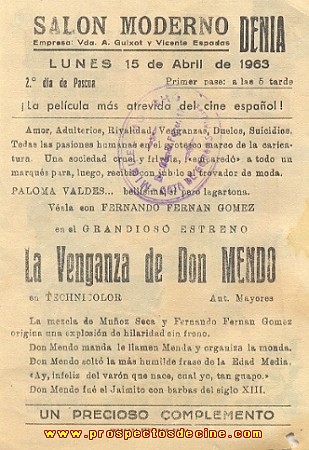 SALON MODERNO DENIA
Empresa: Vda. A. Guixot y Vicente Espadas
LUNES 15 de Abril de 1963
2.º día de Pascua Primer pase: a las 5 tarde
¡La película más atrevida del cine español!
Amor, Adulterios, Rivalidad, Venganzas, Duelos, Suicidios.
Todas las pasiones humanas en el grotesco marco de la carica-
tura. Una sociedad cruel y frívola, «emparedó» a todo un
marqués para, luego, recibir con júbilo al trovador de moda.
PALOMA VALDES... bellísima, el pero lagartona.
Véala con FERNANDO FERNAN GOMEZ
en el GRANDIOSO ESTRENO
La Venganza de Don MENDO
en TECHNICOLOR Aut. Mayores
La mezcla de Muñoz Seca y Fernando Fernan Gomez
origina una explosión de hilaridad sin freno.
Don Mendo manda le llamen Menda y organiza la monda.
Don Mendo soltó la más humilde frase de la Edad Media.
«Ay, infeliz del varón que nace, cual yo, tan guapo.»
Don Mendo fué el Jaimito con barbas del siglo XIII.
UN PRECIOSO COMPLEMENTO
www.prospectosdecine.com